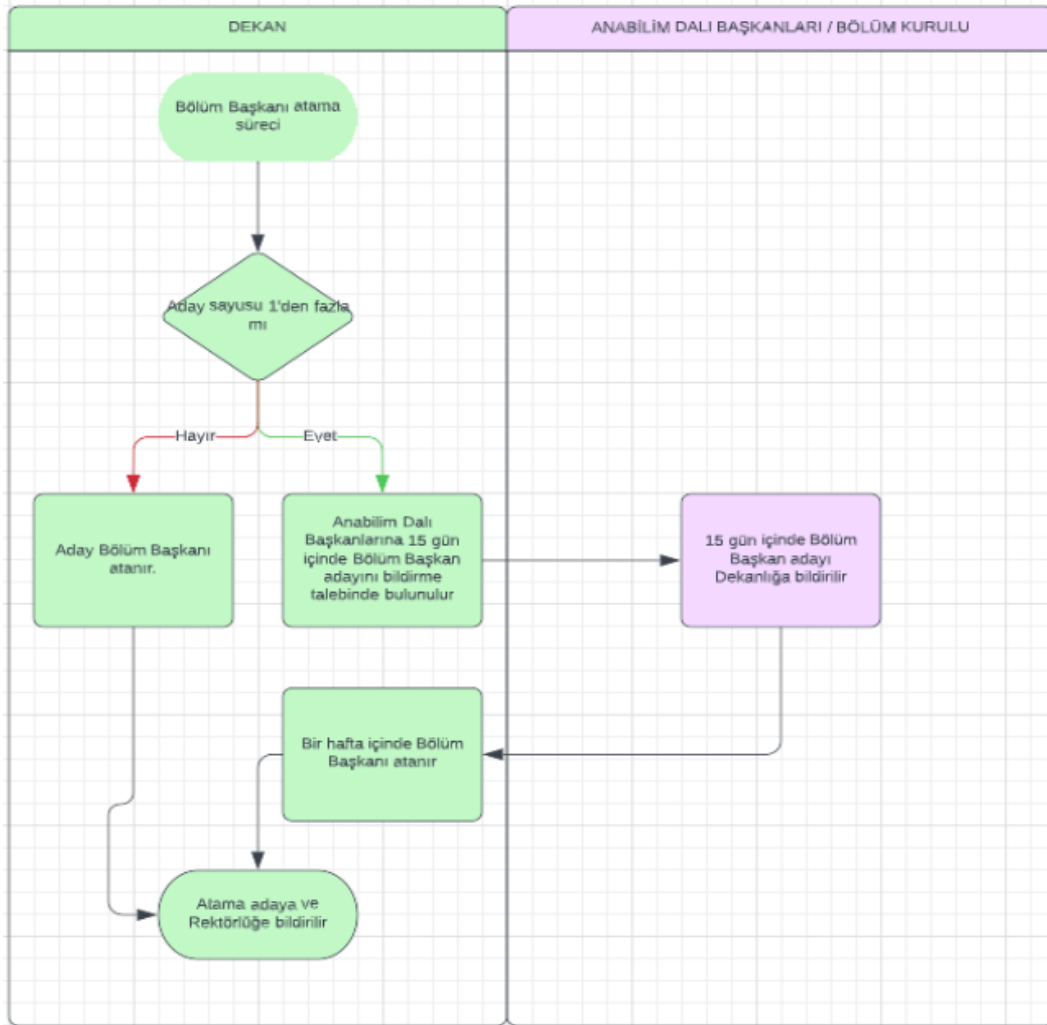 DEKAN
ANABİLİM DALI BAŞKANLARI / BÖLÜM KURULU
Bölüm Başkanı atama
süreci
Aday sayusu 1'den fazla
mı
Hayır
Evet
Aday Bölüm Başkanı
atanır.
Anabilim Dalı
Başkanlarına 15 gün
içinde Bölüm Başkan
adayını bildirme
talebinde bulunulur
15 gün içinde Bölüm
Başkan adayı
Dekanlığa bildirilir
Bir hafta içinde Bölüm
Başkanı atanır
Atama adaya ve
Rektörlüğe bildirilir